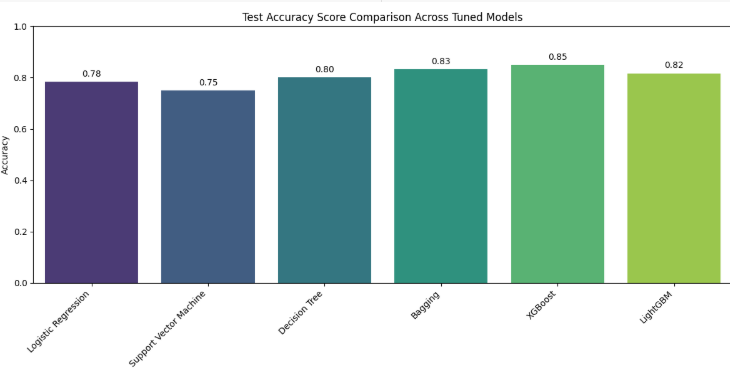 Test Accuracy Score Comparison Across Tuned Models
Accuracy
1.0
0.8
0.6
0.4
0.2
0.0
0.78
0.75
0.80
0.83
0.85
0.82
Logistic Regression
Support Vector Machine
Decision Tree
Bagging
XGBoost
LightGBM